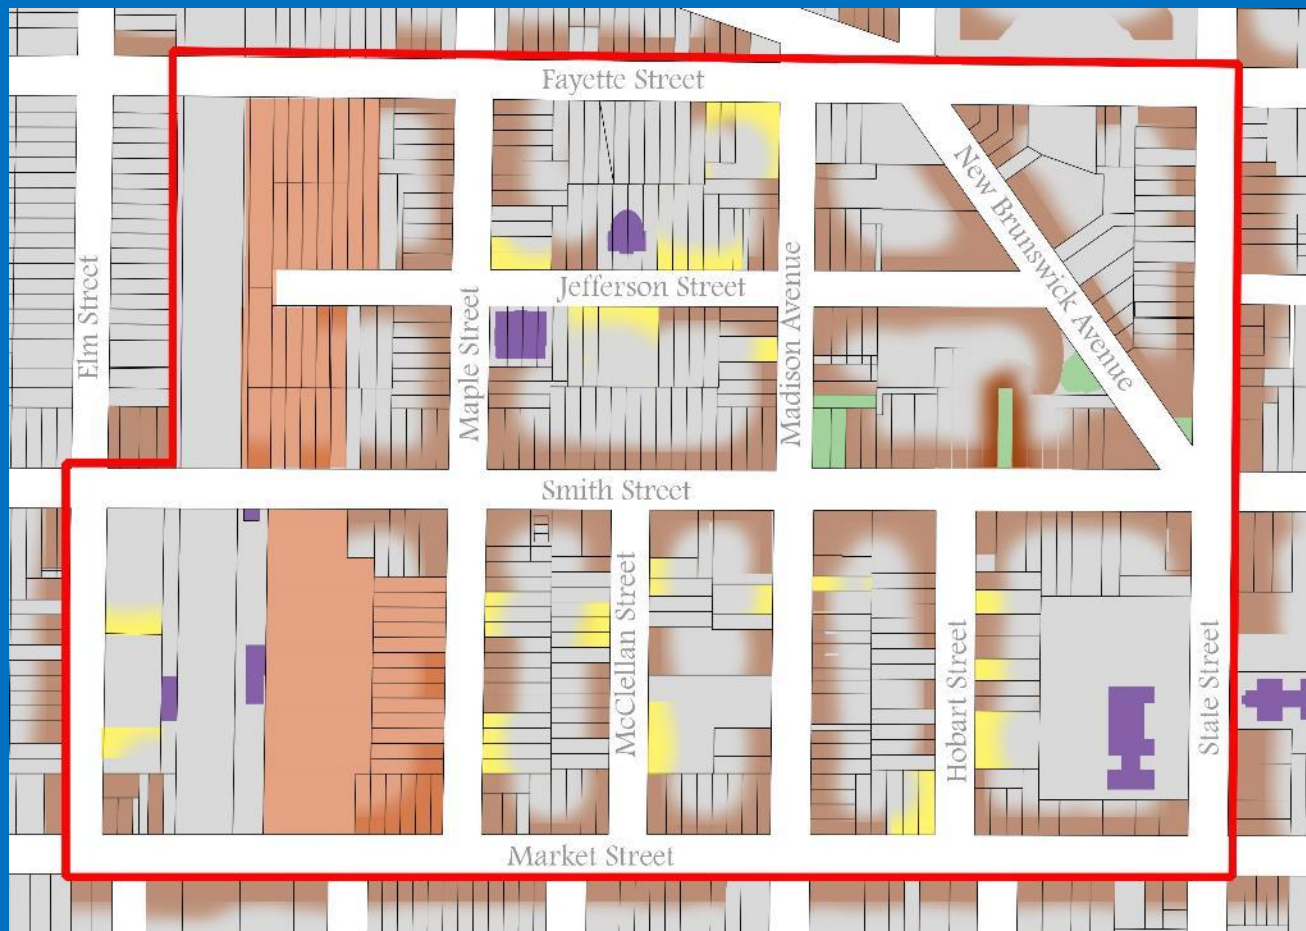 Fayette Street
New Brunswick Avenue
Elm Street
Maple Street
Jefferson Street
Madison Avenue
Smith Street
McClellan Street
Hobart Street
State Street
Market Street